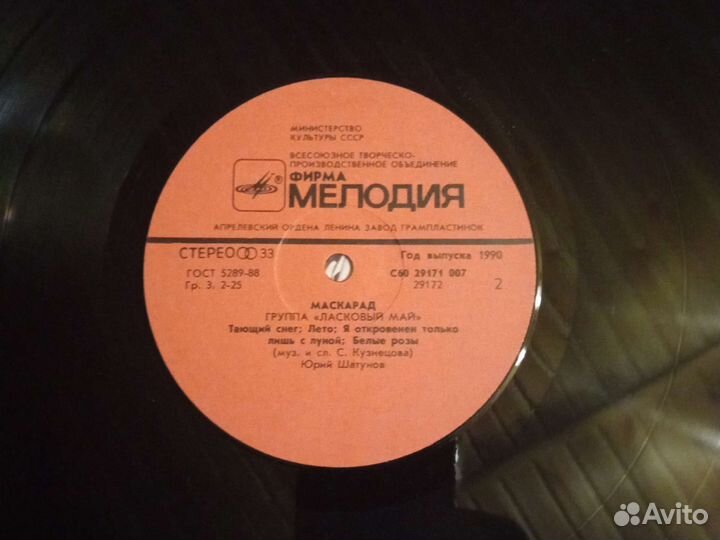 МИНИСТЕРСТВО
КУЛЬТУРЫ СССР
ВСЕСОЮЗНОЕ ТВОРЧЕСКО-
ПРОИЗВОДСТВЕННОЕ ОБЪЕДИНЕНИЕ
®
ФИРМА
МЕЛОДИЯ
АПРЕЛЕВСКИЙ ОРДЕНА ЛЕНИНА ЗАВОД ГРАМПЛАСТИНОК
СТЕРЕО 33
Год выпуска 1990
ГОСТ 5289-88
С60 29171 007
Гр. 3. 2-25
29172
2
МАСКАРАД
ГРУППА «ЛАСКОВЫЙ МАЙ»
Тающий снег; Лето; Я откровенен только
лишь с луной; Белые розы
(муз. и сл. С. Кузнецова)
Юрий Шатунов
Avito